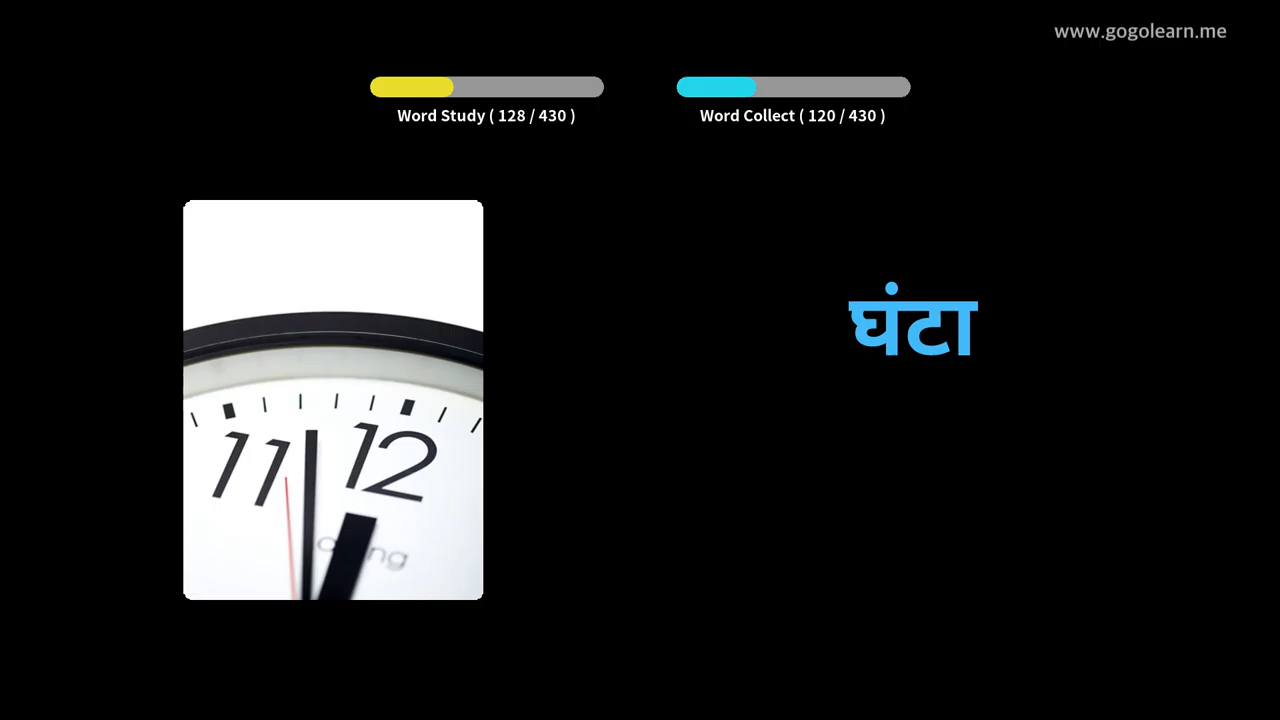 www.gogolearn.me
Word Study ( 128 / 430 )
Word Collect ( 120 / 430 )
घंटा
11
12